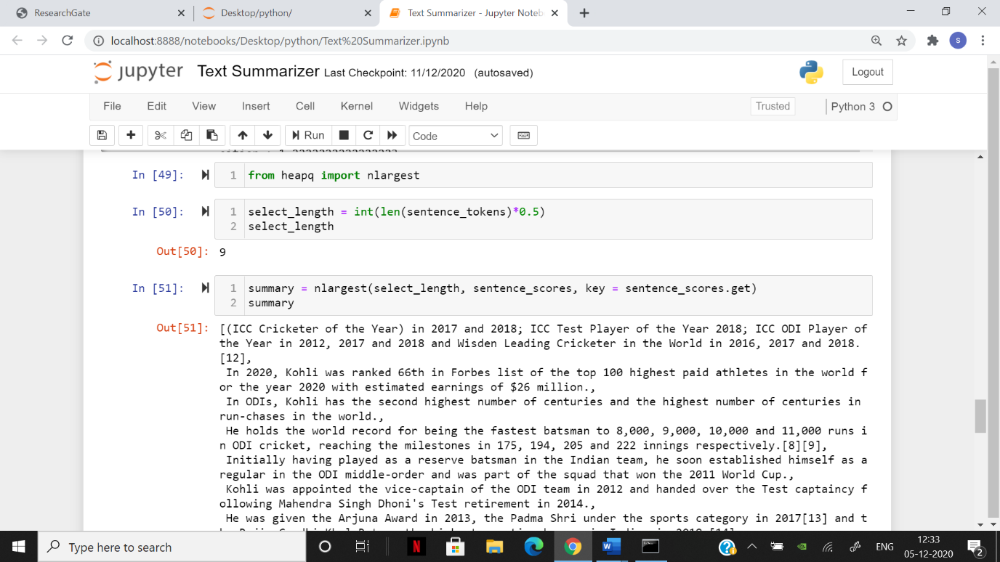 ResearchGate
Desktop/python/
Text Summarizer - Jupyter Noteb
localhost:8888/notebooks/Desktop/python/Text%20Summarizer.ipynb
S
jupyter Text Summarizer Last Checkpoint: 11/12/2020 (autosaved)
Logout
File Edit View Insert Cell Kernel Widgets Help
Trusted
Python 3
Run
Code
In [49]:
1 from heapq import nlargest
In [50]:
1 select_length = int(len(sentence_tokens)*0.5)
2 select_length
Out[50]: 9
In [51]:
1 summary = nlargest(select_length, sentence_scores, key = sentence_scores.get)
2 summary
Out[51]: [(ICC Cricketer of the Year) in 2017 and 2018; ICC Test Player of the Year 2018; ICC ODI Player of
the Year in 2012, 2017 and 2018 and Wisden Leading Cricketer in the World in 2016, 2017 and 2018.
[12],
In 2020, Kohli was ranked 66th in Forbes list of the top 100 highest paid athletes in the world f
or the year 2020 with estimated earnings of $26 million.,
In ODIs, Kohli has the second highest number of centuries and the highest number of centuries in
run-chases in the world.,
He holds the world record for being the fastest batsman to 8,000, 9,000, 10,000 and 11,000 runs i
n ODI cricket, reaching the milestones in 175, 194, 205 and 222 innings respectively.[8][9],
Initially having played as a reserve batsman in the Indian team, he soon established himself as a
regular in the ODI middle-order and was part of the squad that won the 2011 World Cup.,
Kohli was appointed the vice-captain of the ODI team in 2012 and handed over the Test captaincy f
ollowing Mahendra Singh Dhoni's Test retirement in 2014.,
He was given the Arjuna Award in 2013, the Padma Shri under the sports category in 2017[13] and t
Type here to search
N
W
ENG
12:33
05-12-2020
2